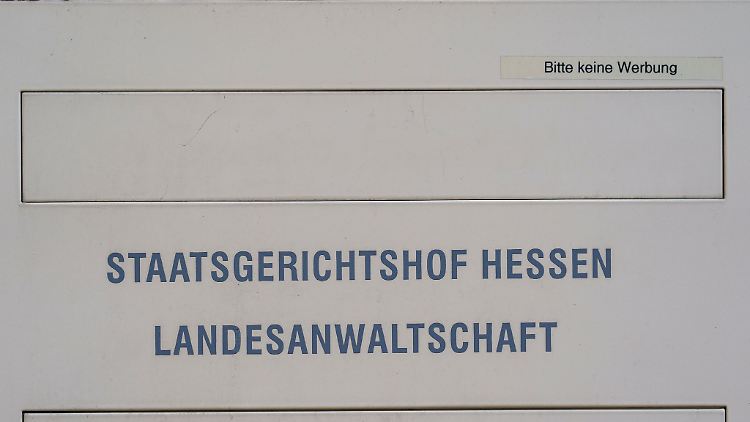 Bitte keine Werbung
STAATSGERICHTSHOF HESSEN
LANDESANWALTSCHAFT